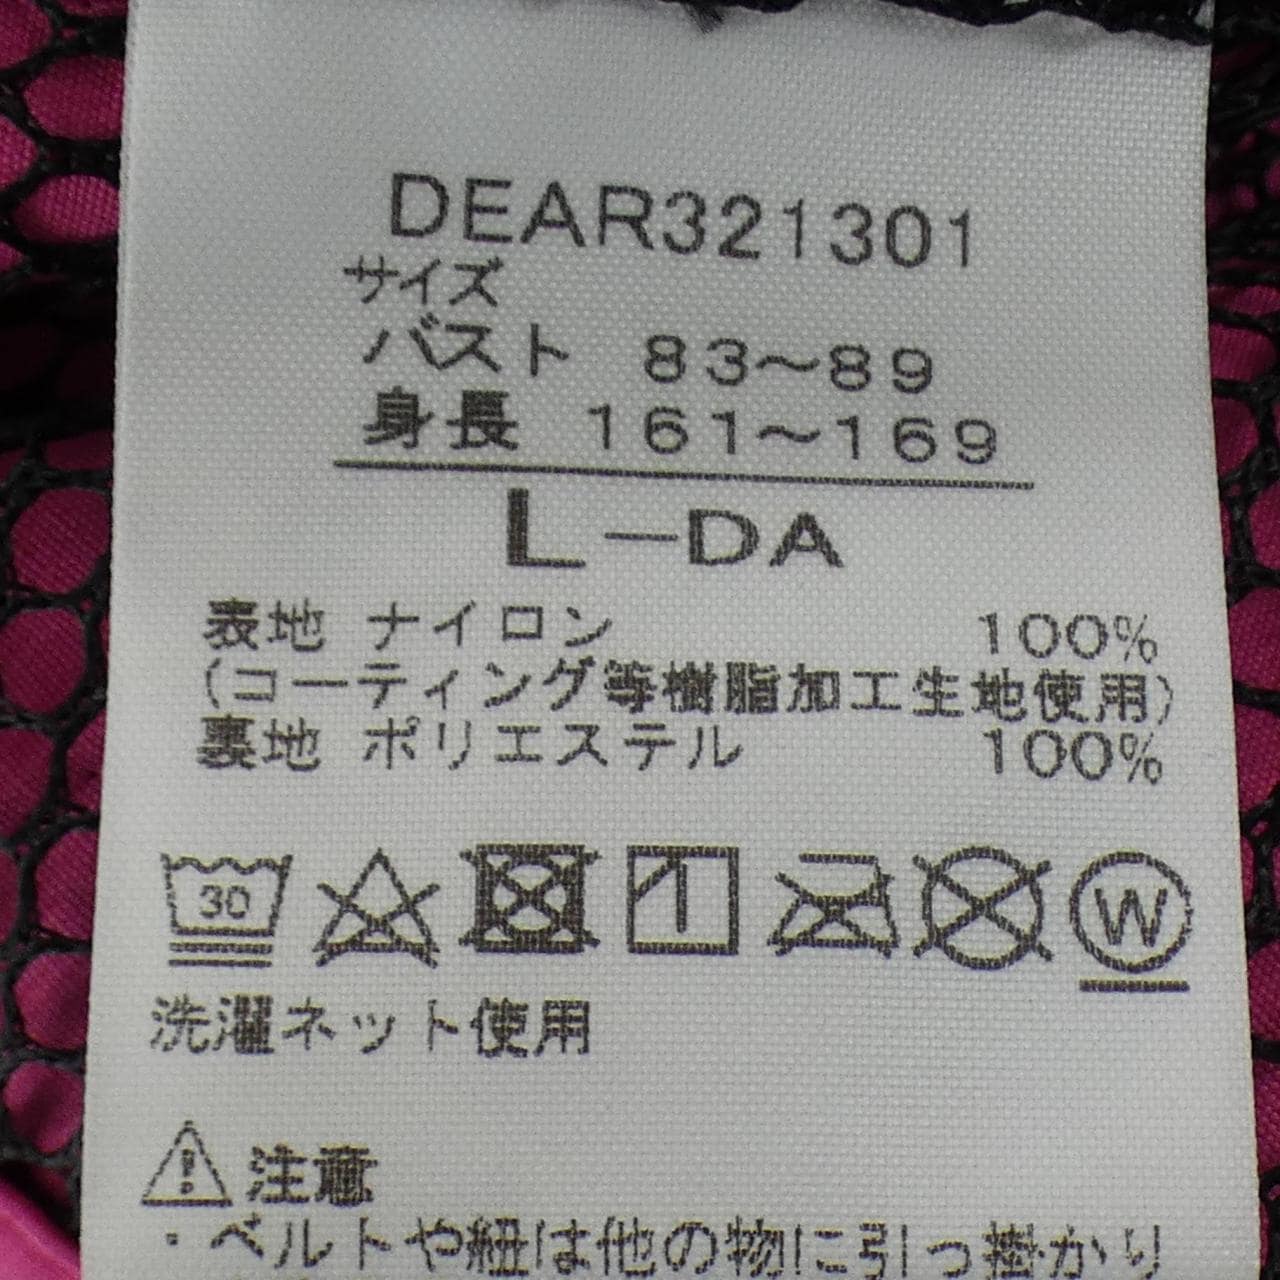 DEAR321301
サイズ
バスト 83〜89
身長 161〜169
L-DA
表地 ナイロン 100%
(コーティング等樹脂加工生地使用)
裏地 ポリエステル 100%
30
W
洗濯ネット使用
注意
・ベルトや紐は他の物に引っ掛かり